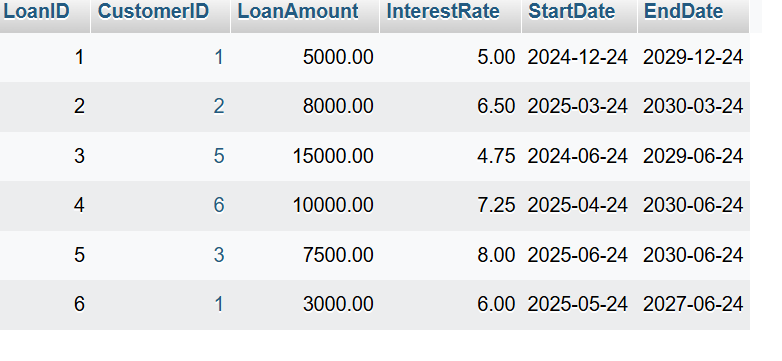 LoanID CustomerID LoanAmount InterestRate StartDate EndDate
1 1 5000.00 5.00 2024-12-24 2029-12-24
2 2 8000.00 6.50 2025-03-24 2030-03-24
3 5 15000.00 4.75 2024-06-24 2029-06-24
4 6 10000.00 7.25 2025-04-24 2030-06-24
5 3 7500.00 8.00 2025-06-24 2030-06-24
6 1 3000.00 6.00 2025-05-24 2027-06-24